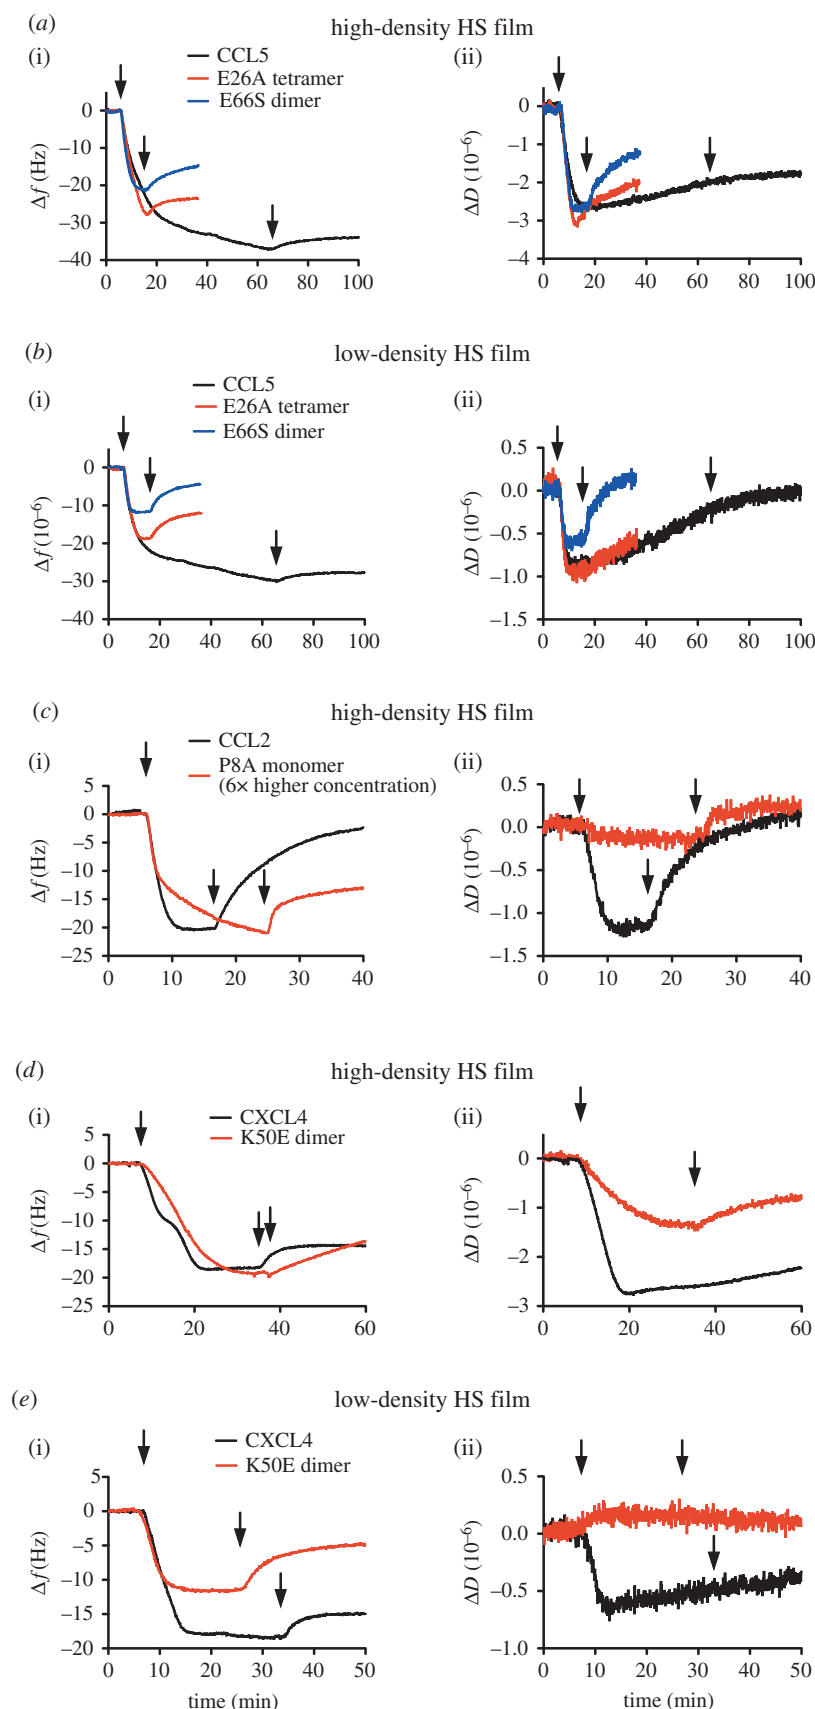 (a) high-density HS film
(i) CCL5
E26A tetramer
E66S dimer
Δf (Hz)
0
–10
–20
–30
–40
0 20 40 60 80 100
(ii)
ΔD (10–6)
0
–1
–2
–3
–4
0 20 40 60 80 100
(b) low-density HS film
(i) CCL5
E26A tetramer
E66S dimer
Δf (10–6)
0
–10
–20
–30
–40
0 20 40 60 80 100
(ii)
ΔD (10–6)
0.5
0.0
–0.5
–1.0
–1.5
0 20 40 60 80 100
(c) high-density HS film
(i) CCL2
P8A monomer
(6× higher concentration)
Δf (Hz)
5
0
–5
–10
–15
–20
–25
0 10 20 30 40
(ii)
ΔD (10–6)
0.5
0.0
–0.5
–1.0
–1.5
0 10 20 30 40
(d) high-density HS film
(i) CXCL4
K50E dimer
Δf (Hz)
5
0
–5
–10
–15
–20
–25
0 20 40 60
(ii)
ΔD (10–6)
0
–1
–2
–3
0 20 40 60
(e) low-density HS film
(i) CXCL4
K50E dimer
Δf (Hz)
5
0
–5
–10
–15
–20
0 10 20 30 40 50
time (min)
(ii)
ΔD (10–6)
0.5
0.0
–0.5
–1.0
0 10 20 30 40 50
time (min)